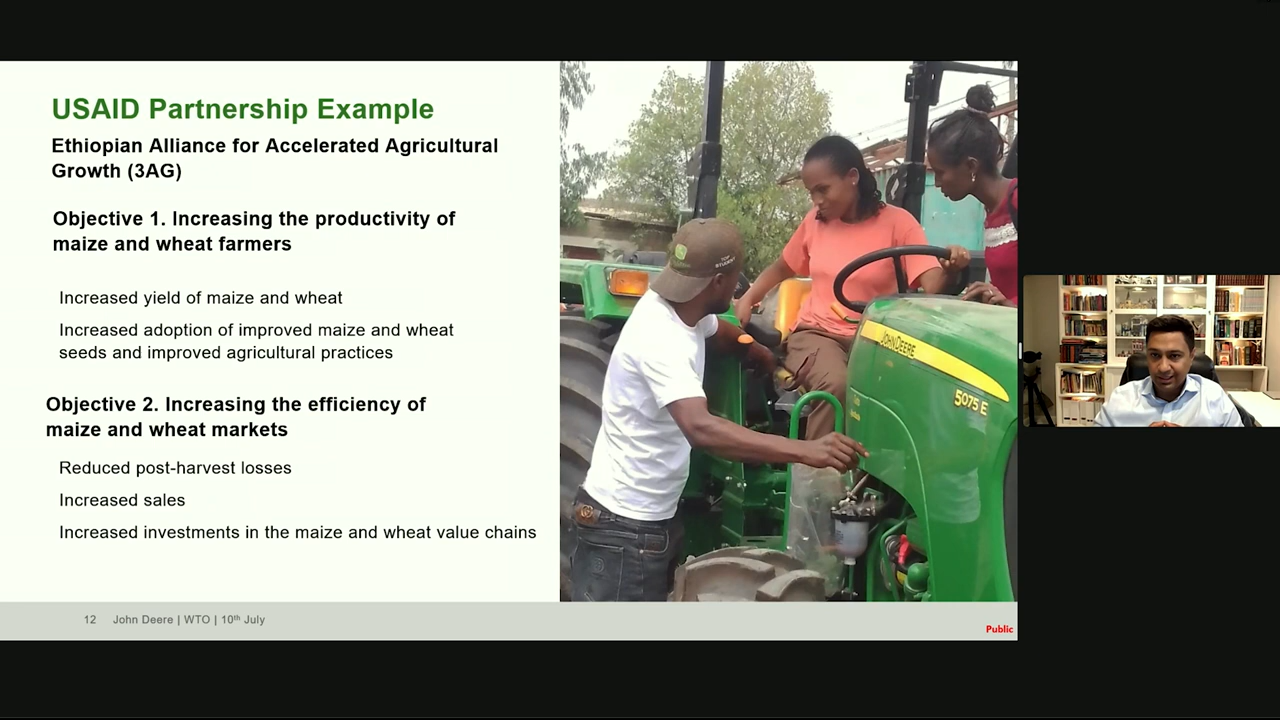 USAID Partnership Example
Ethiopian Alliance for Accelerated Agricultural
Growth (3AG)
Objective 1. Increasing the productivity of
maize and wheat farmers
Increased yield of maize and wheat
Increased adoption of improved maize and wheat
seeds and improved agricultural practices
Objective 2. Increasing the efficiency of
maize and wheat markets
Reduced post-harvest losses
Increased sales
Increased investments in the maize and wheat value chains
TOP
STUDENT
JOHN DEERE
5075 E
12 John Deere | WTO | 10th July
Public